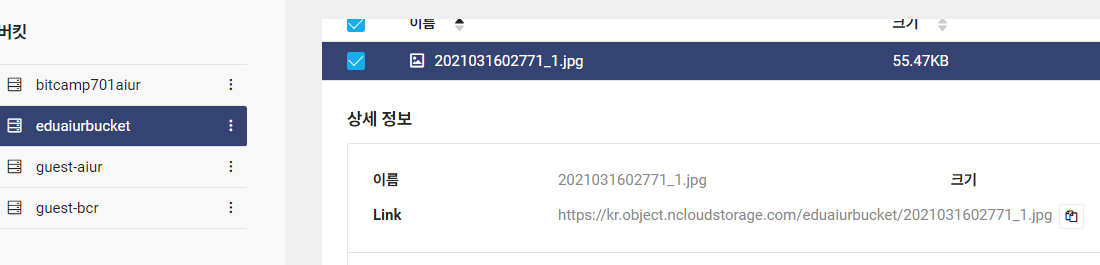 버킷
bitcamp701aiur
eduaiurbucket
guest-aiur
guest-bcr
이름 크기
2021031602771_1.jpg 55.47KB
상세 정보
이름 2021031602771_1.jpg 크기
Link https://kr.object.ncloudstorage.com/eduaiurbucket/2021031602771_1.jpg